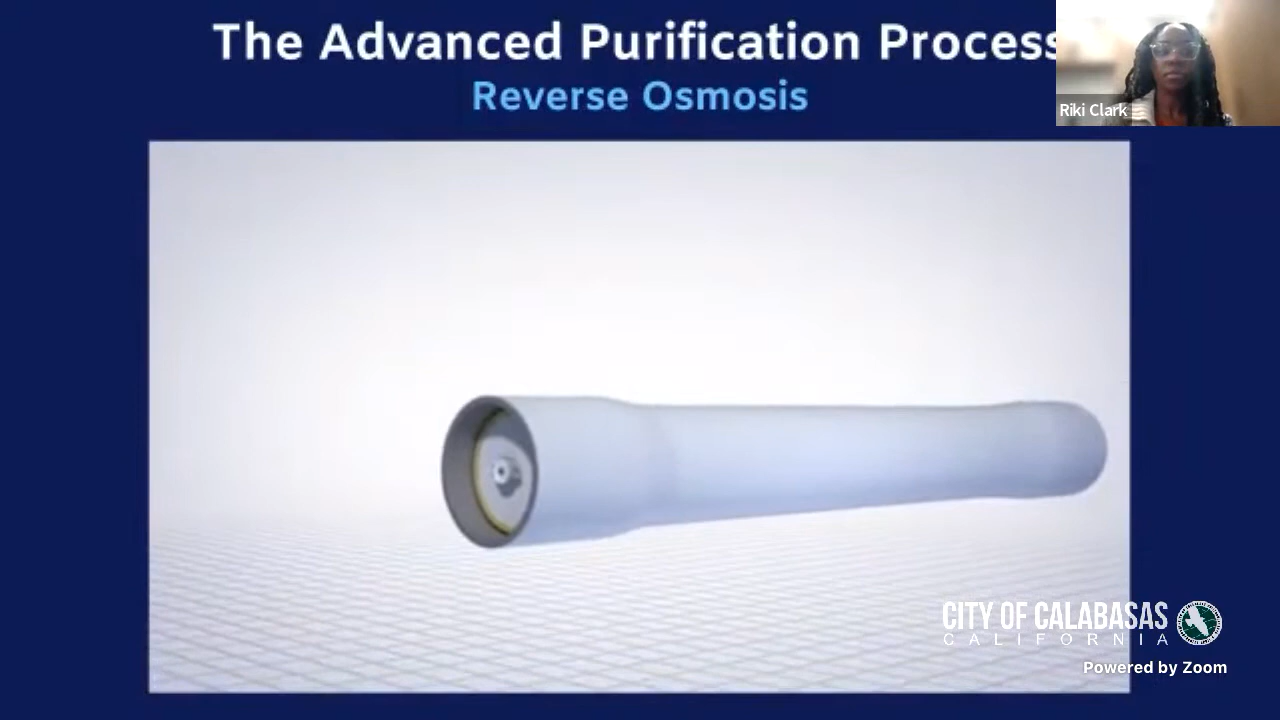 The Advanced Purification Process
Reverse Osmosis
Riki Clark
CITY OF CALABASAS
CALIFORNIA
Powered by Zoom